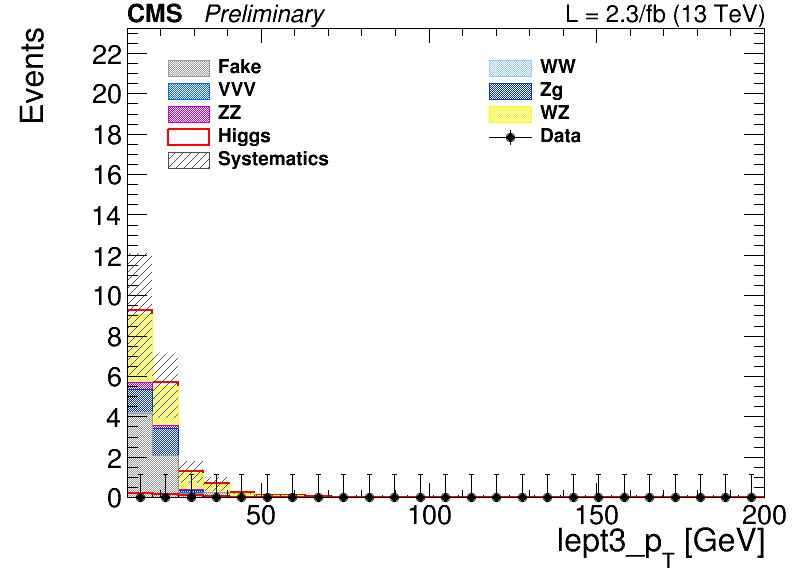 CMS Preliminary L = 2.3/fb (13 TeV)
Events
22
20
18
16
14
12
10
8
6
4
2
0
Fake
VVV
ZZ
Higgs
Systematics
WW
Zg
WZ
Data
50 100 150 200
lept3_p_T [GeV]